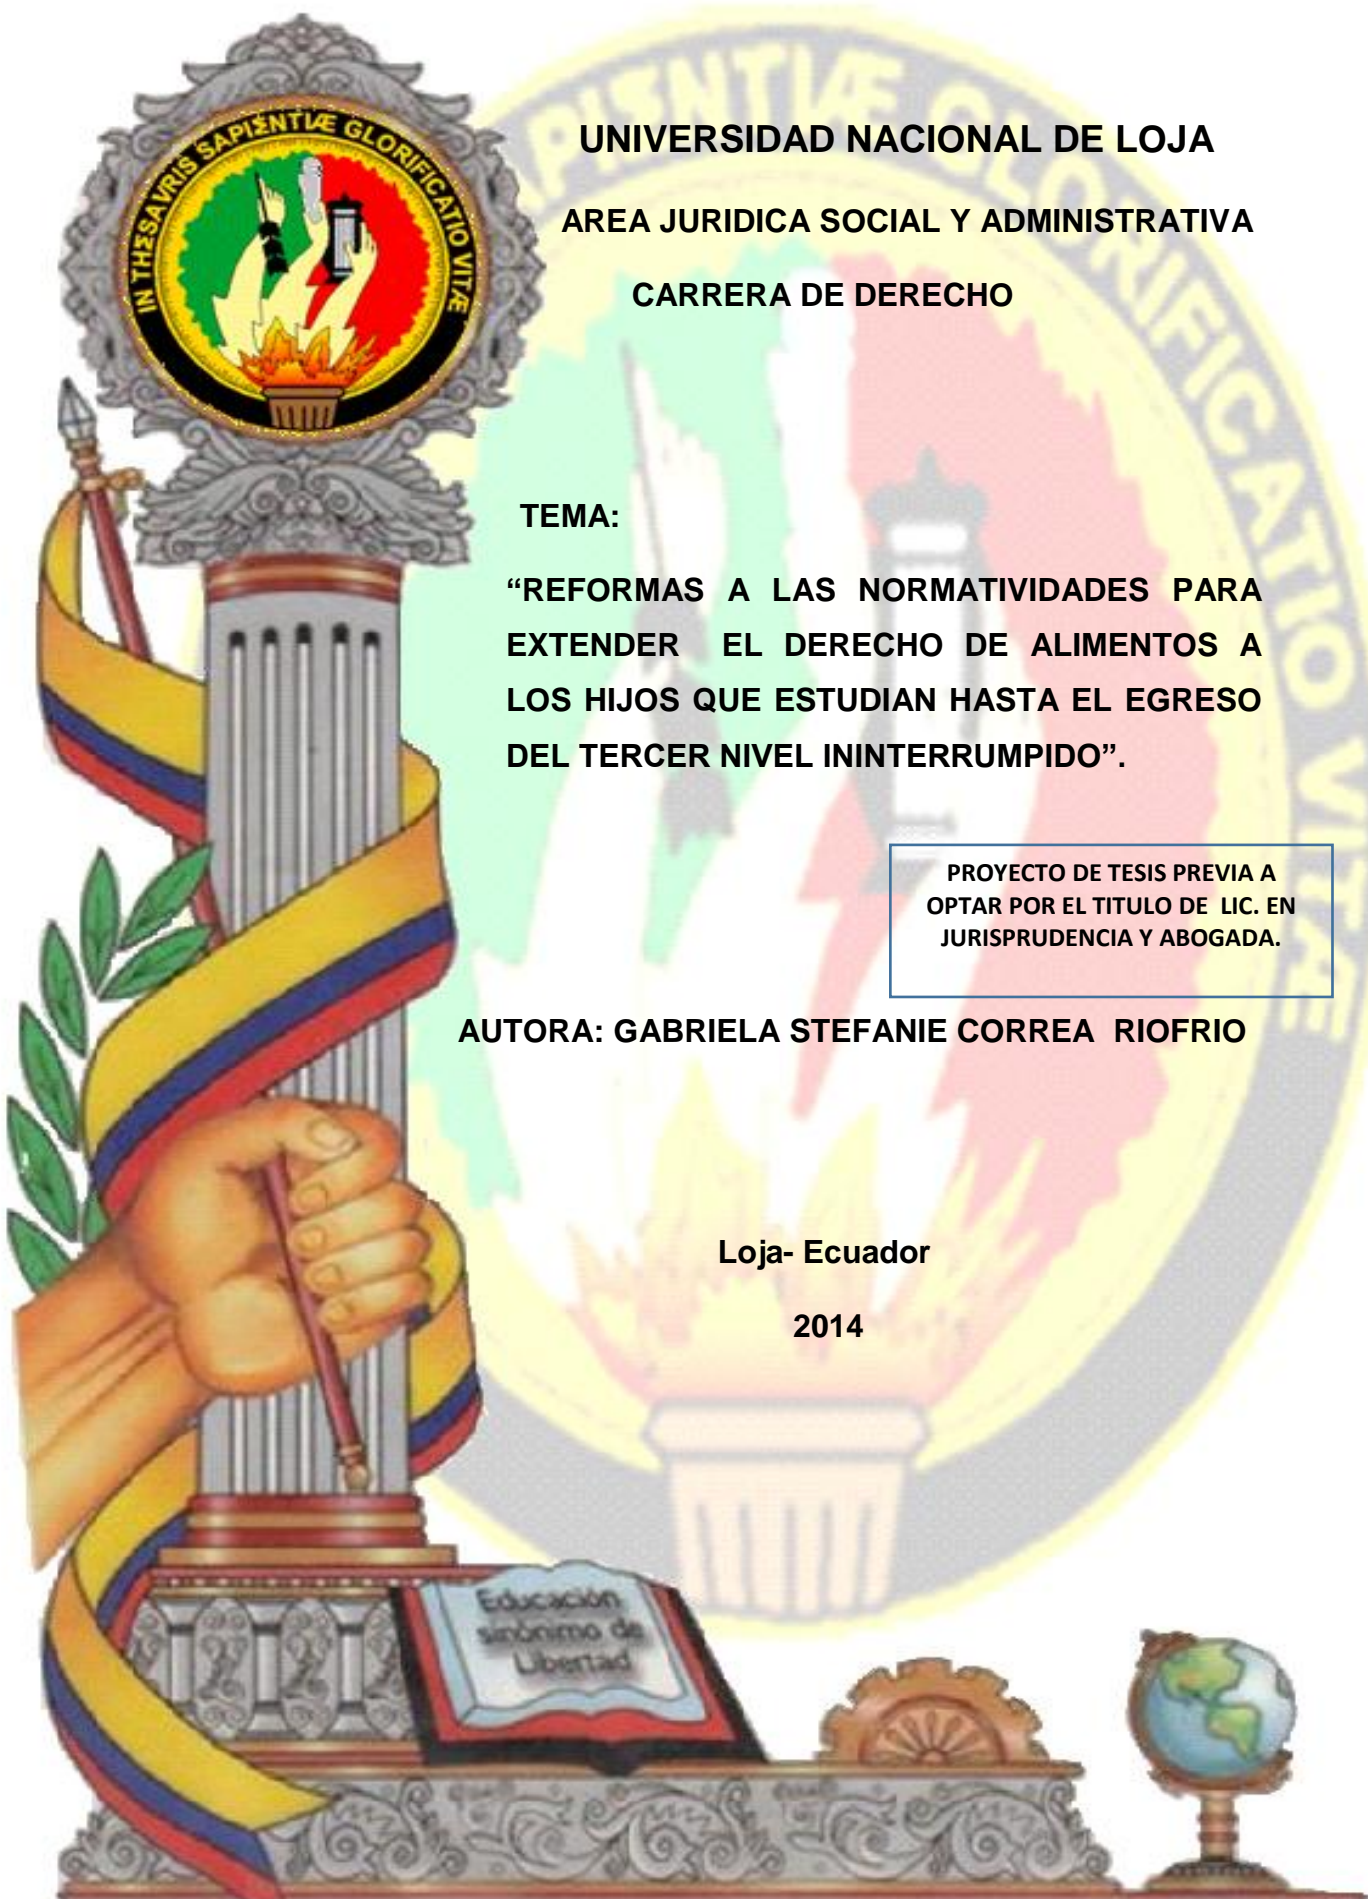 IN THESAVRIS SAPIENTIÆ GLORIFICATIO VITÆ
UNIVERSIDAD NACIONAL DE LOJA
AREA JURIDICA SOCIAL Y ADMINISTRATIVA
CARRERA DE DERECHO
TEMA:
“REFORMAS A LAS NORMATIVIDADES PARA
EXTENDER EL DERECHO DE ALIMENTOS A
LOS HIJOS QUE ESTUDIAN HASTA EL EGRESO
DEL TERCER NIVEL ININTERRUMPIDO”.
PROYECTO DE TESIS PREVIA A
OPTAR POR EL TITULO DE LIC. EN
JURISPRUDENCIA Y ABOGADA.
AUTORA: GABRIELA STEFANIE CORREA RIOFRIO
Loja- Ecuador
2014
Educación
sinónimo de
Libertad
APISNTIÆ GLORIFICATIO VITÆ